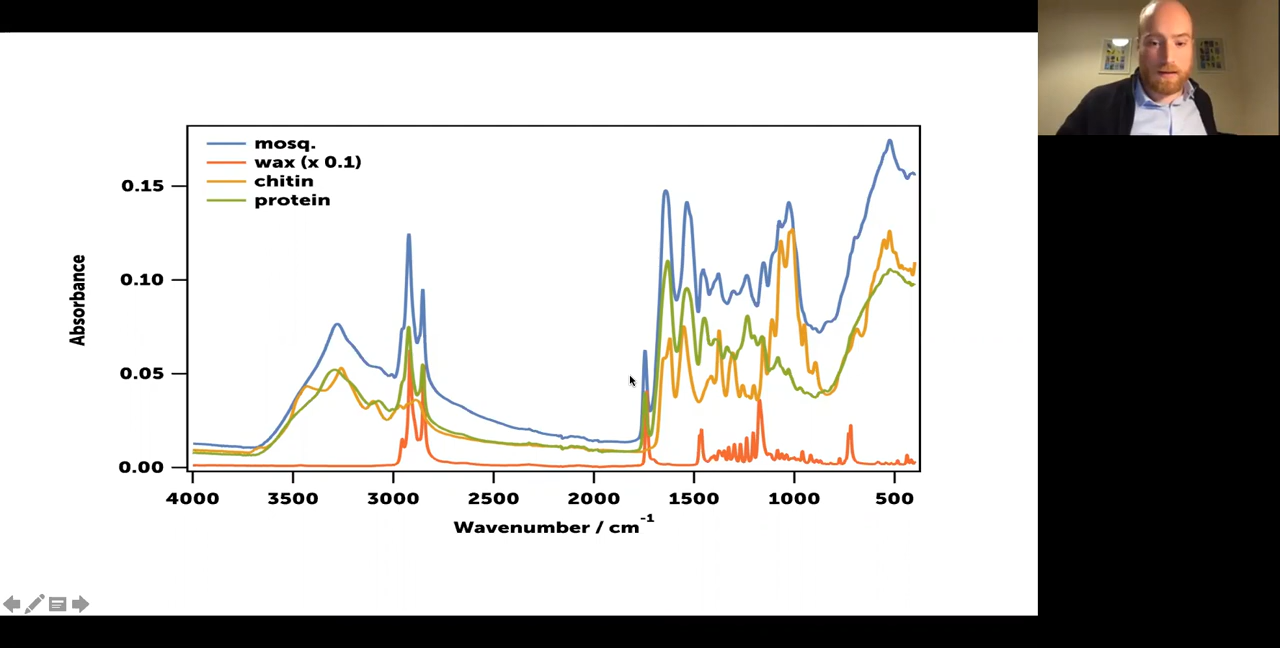 mosq.
wax (x 0.1)
chitin
protein
Absorbance
0.15
0.10
0.05
0.00
4000 3500 3000 2500 2000 1500 1000 500
Wavenumber / cm-1